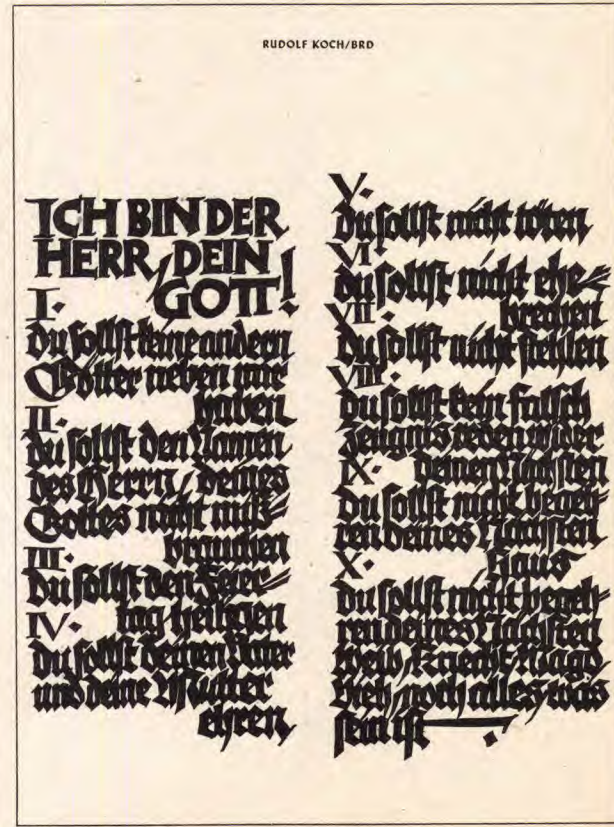 RUDOLF KOCH/BRD
ICH BIN DER
HERR, DEIN
GOTT!
I.
Du sollst keine andern
Götter neben mir
haben.
II.
Du sollst den Namen
des Herrn, deines
Gottes nicht miß-
brauchen
III.
Du sollst den Feier-
tag heiligen
IV.
Du sollst deinen Vater
und deine Mutter
ehren,
V.
Du sollst nicht töten,
VI.
Du sollst nicht ehe-
brechen
VII.
Du sollst nicht stehlen
VIII.
Du sollst kein falsch
Zeugnis reden wider
deinen Nächsten
IX.
Du sollst nicht begeh-
ren deines Nächsten
Haus
X.
Du sollst nicht begeh-
ren deines Nächsten
Weib, Knecht, Magd
Vieh, noch alles, was
sein ist.